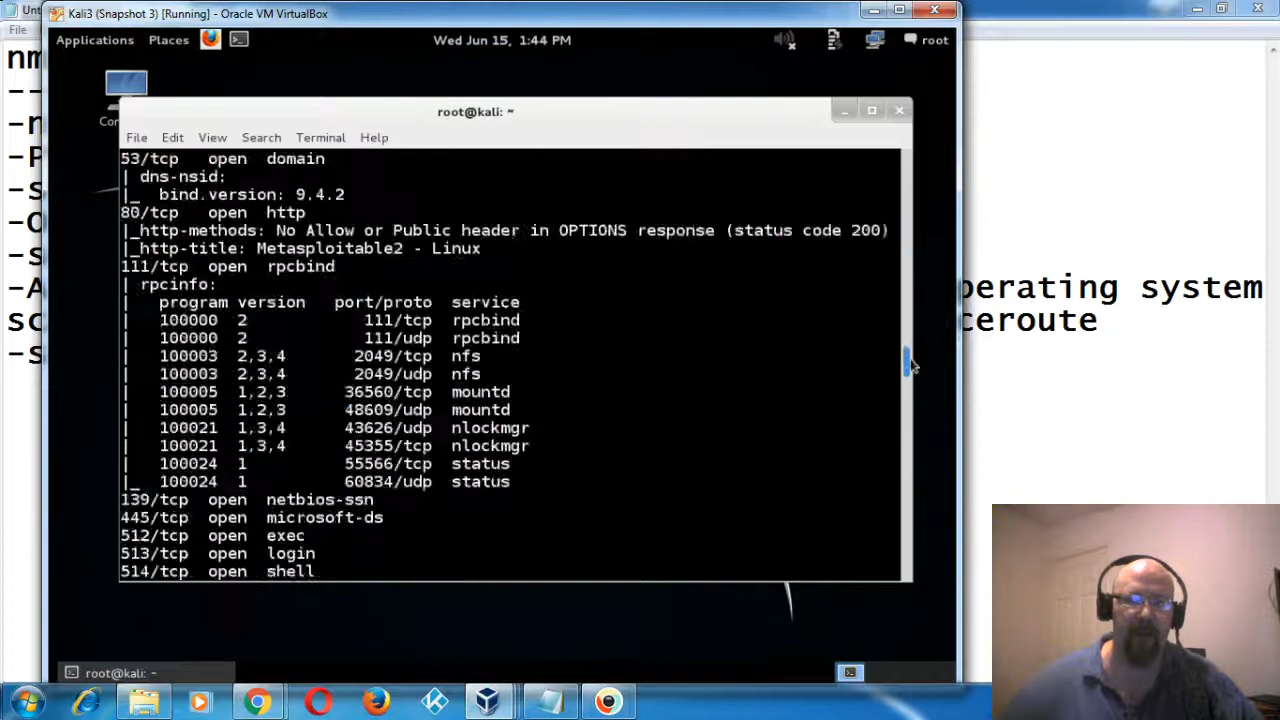 Kali3 (Snapshot 3) [Running] - Oracle VM VirtualBox
File
Applications Places Wed Jun 15, 1:44 PM root
nm
--
-n
-P
-s
-O
-s
-A perating system
sc ceroute
-s
Con
root@kali: ~
File Edit View Search Terminal Help
53/tcp open domain
| dns-nsid:
|_ bind.version: 9.4.2
80/tcp open http
|_http-methods: No Allow or Public header in OPTIONS response (status code 200)
|_http-title: Metasploitable2 - Linux
111/tcp open rpcbind
| rpcinfo:
| program version port/proto service
| 100000 2 111/tcp rpcbind
| 100000 2 111/udp rpcbind
| 100003 2,3,4 2049/tcp nfs
| 100003 2,3,4 2049/udp nfs
| 100005 1,2,3 36560/tcp mountd
| 100005 1,2,3 48609/udp mountd
| 100021 1,3,4 43626/udp nlockmgr
| 100021 1,3,4 45355/tcp nlockmgr
| 100024 1 55566/tcp status
|_ 100024 1 60834/udp status
139/tcp open netbios-ssn
445/tcp open microsoft-ds
512/tcp open exec
513/tcp open login
514/tcp open shell
root@kali: ~